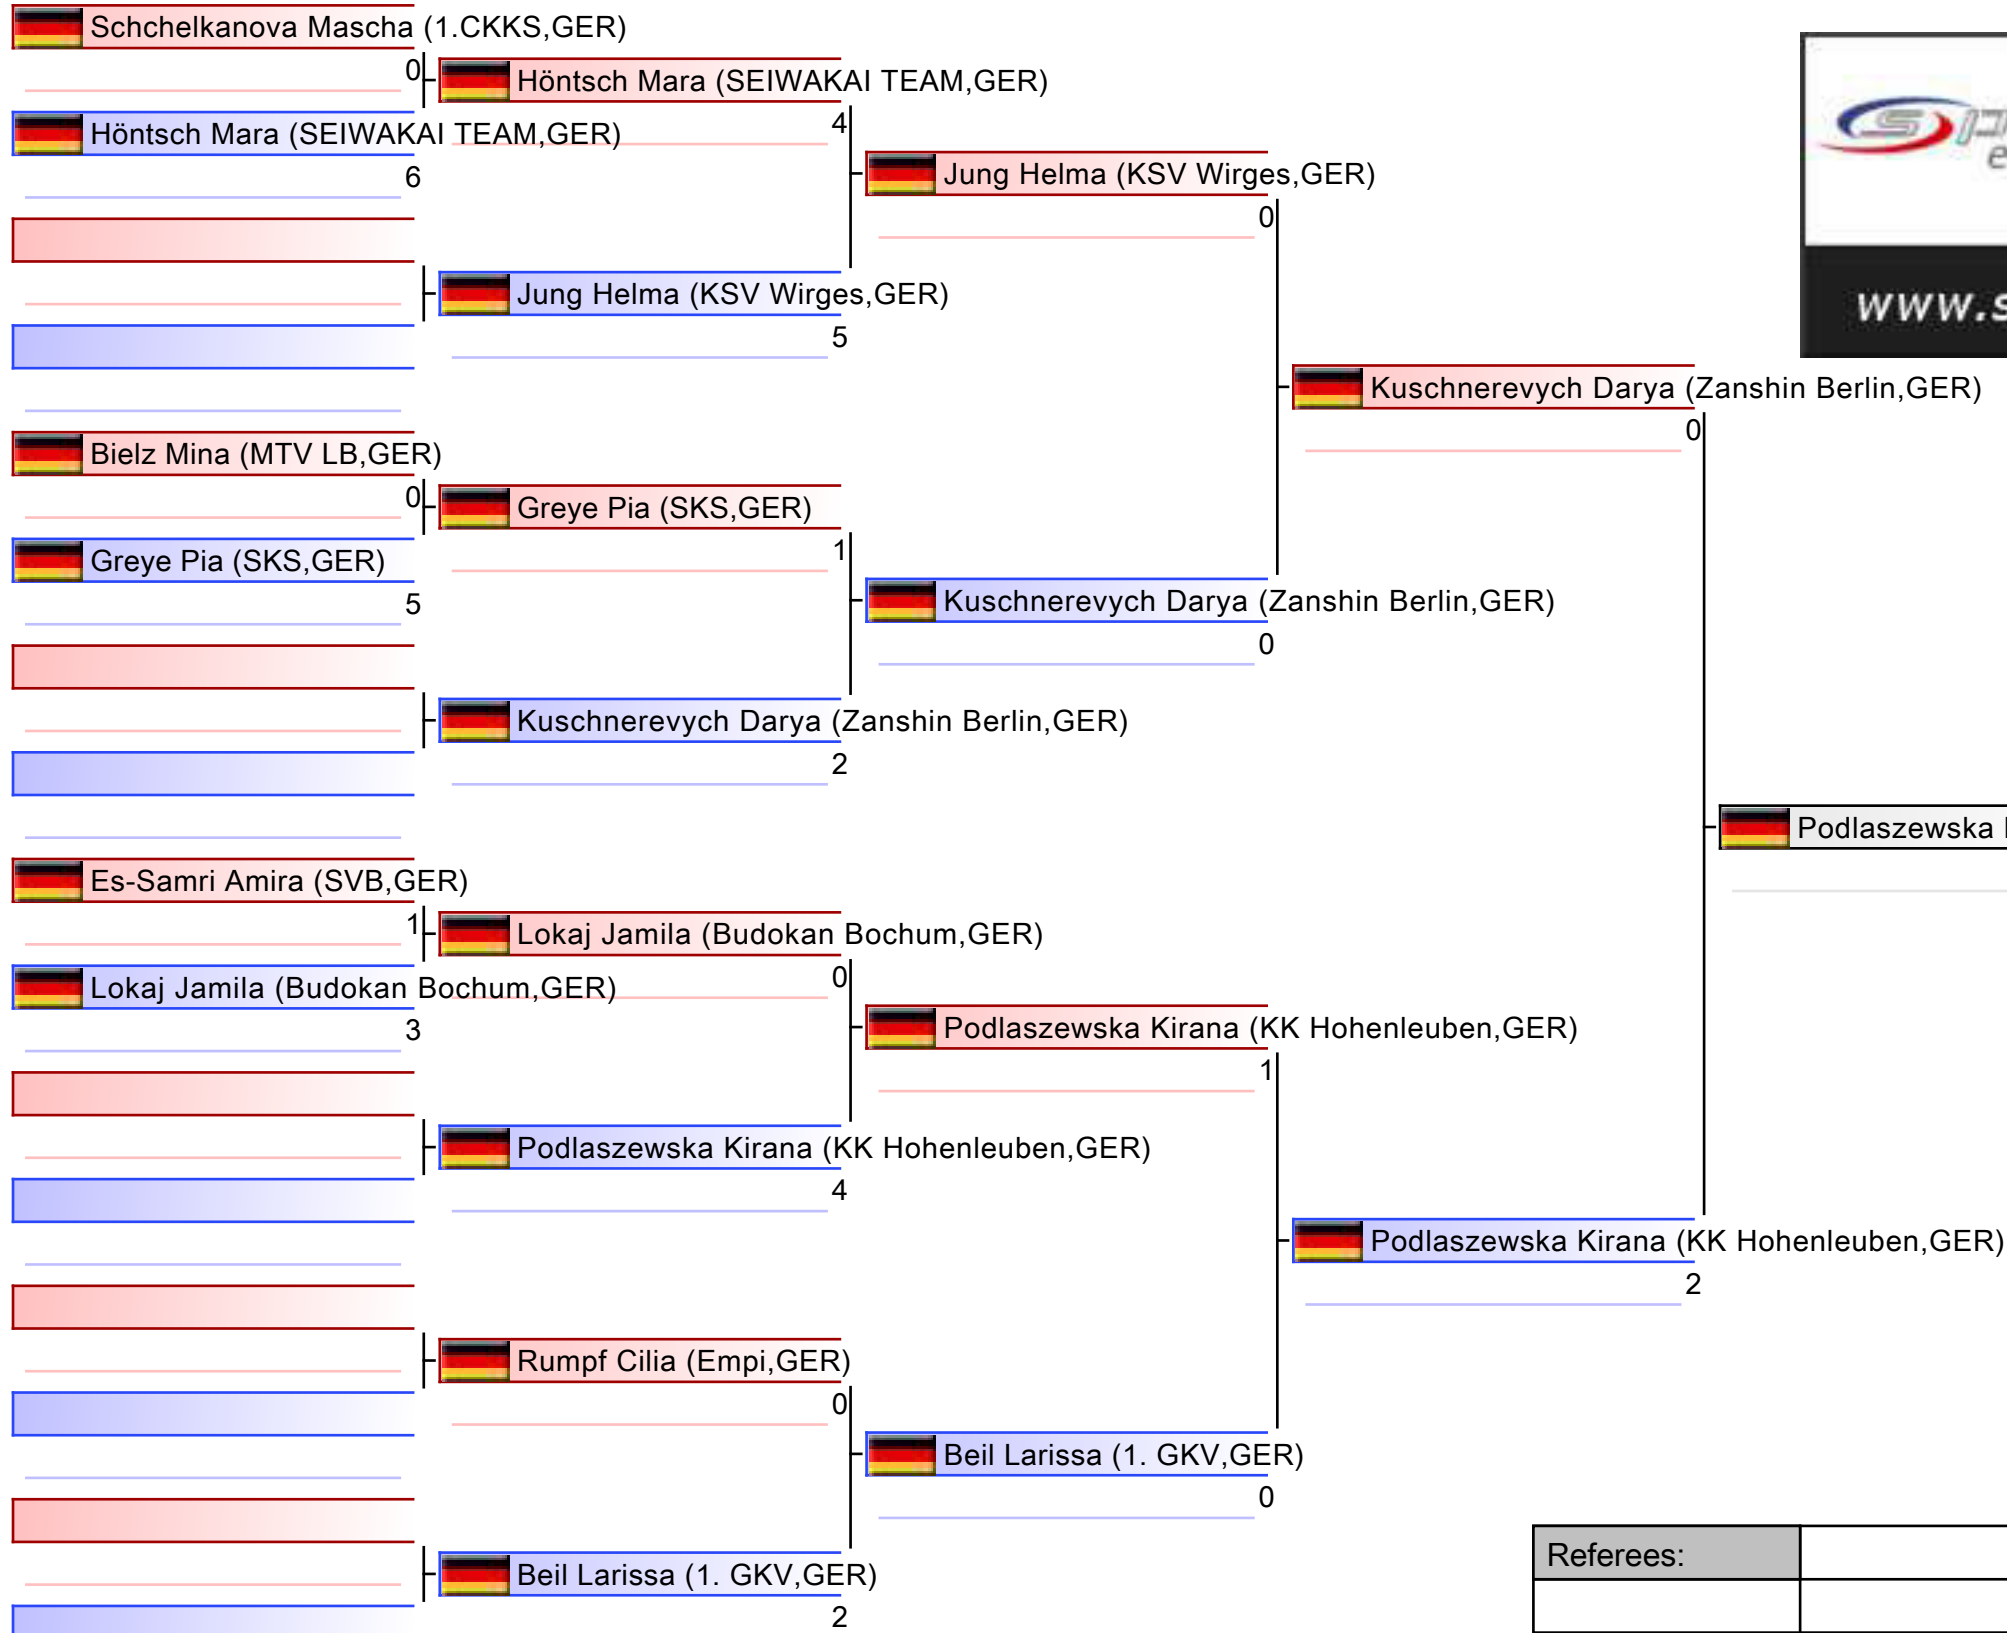 Schchelkanova Mascha (1.CKKS,GER)
0
Höntsch Mara (SEIWAKAI TEAM,GER)
6
Bielz Mina (MTV LB,GER)
0
Greye Pia (SKS,GER)
5
Es-Samri Amira (SVB,GER)
1
Lokaj Jamila (Budokan Bochum,GER)
3
Höntsch Mara (SEIWAKAI TEAM,GER)
4
Jung Helma (KSV Wirges,GER)
5
Greye Pia (SKS,GER)
1
Kuschnerevych Darya (Zanshin Berlin,GER)
2
Lokaj Jamila (Budokan Bochum,GER)
0
Podlaszewska Kirana (KK Hohenleuben,GER)
4
Rumpf Cilia (Empi,GER)
0
Beil Larissa (1. GKV,GER)
2
Jung Helma (KSV Wirges,GER)
0
Kuschnerevych Darya (Zanshin Berlin,GER)
0
Podlaszewska Kirana (KK Hohenleuben,GER)
1
Beil Larissa (1. GKV,GER)
0
Kuschnerevych Darya (Zanshin Berlin,GER)
0
Podlaszewska Kirana (KK Hohenleuben,GER)
2
Podlaszewska
www.s
Referees: